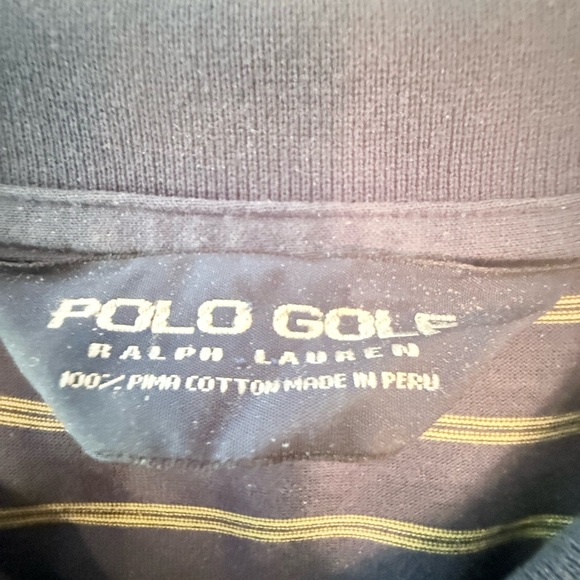 POLO GOLF
RALPH LAUREN
100% PIMA COTTON MADE IN PERU